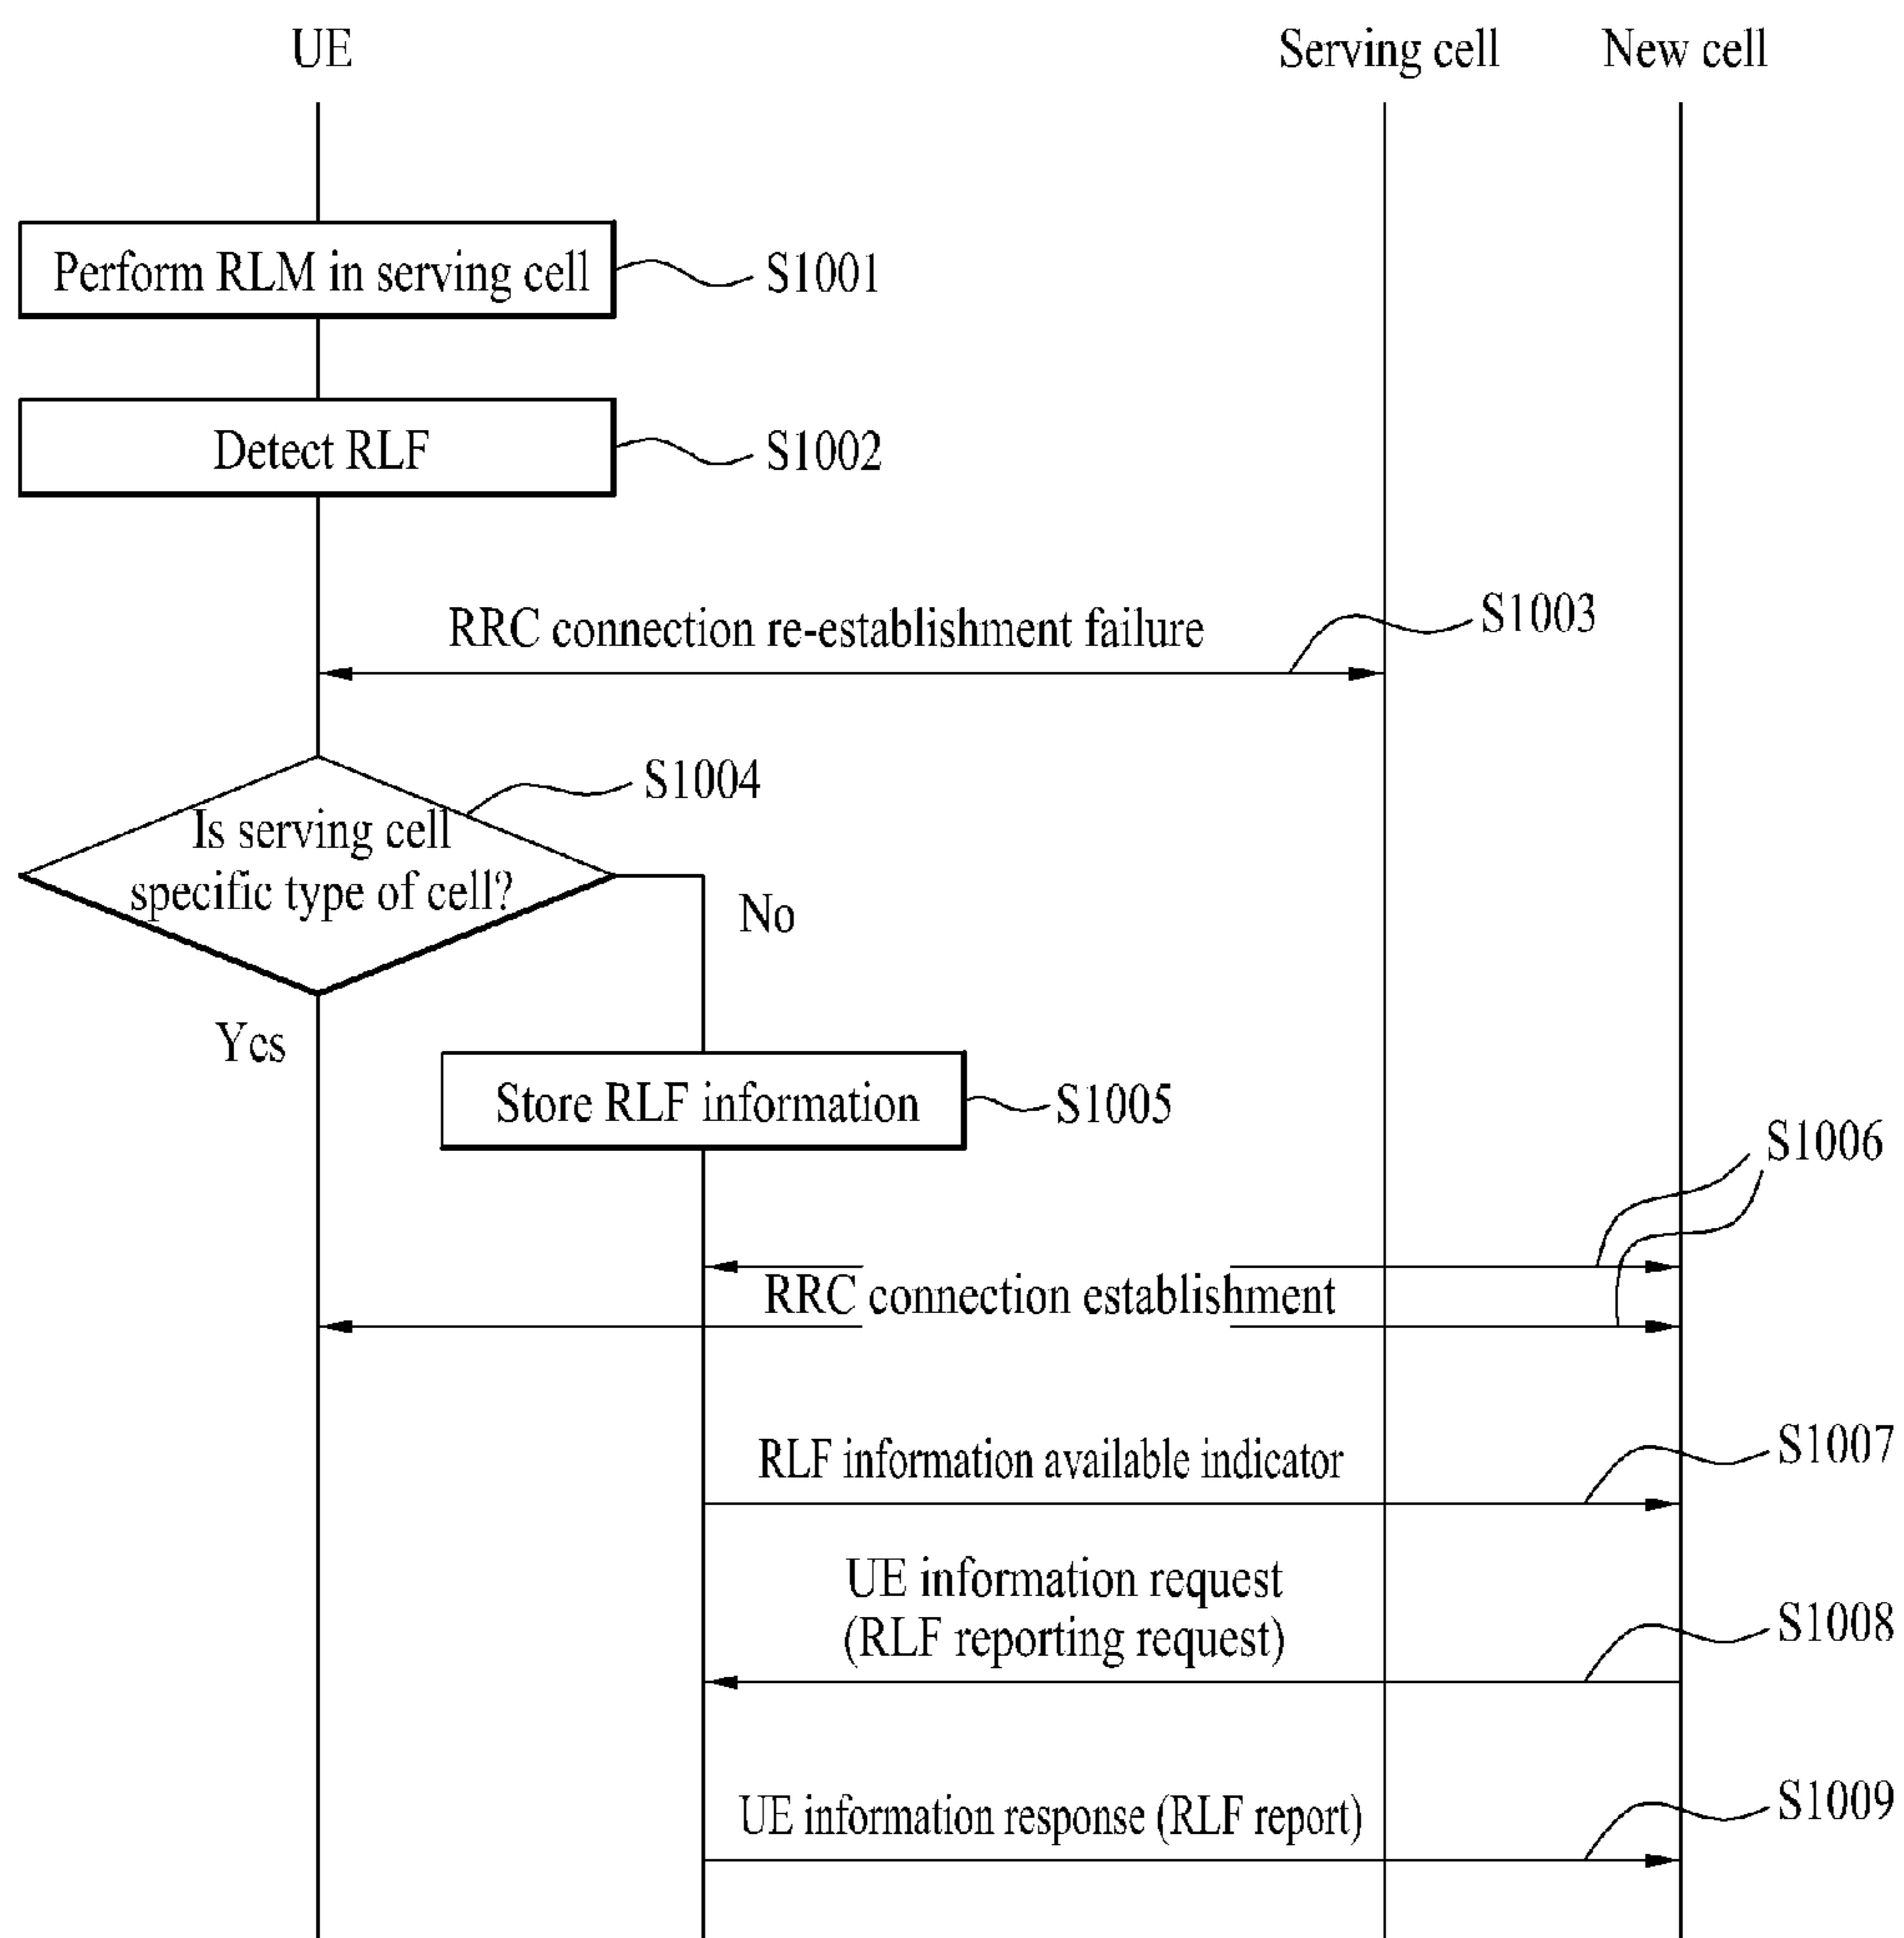 UE
Serving cell
New cell
Perform RLM in serving cell
S1001
Detect RLF
S1002
RRC connection re-establishment failure
S1003
S1004
Is serving cell
specific type of cell?
No
Yes
Store RLF information
S1005
S1006
RRC connection establishment
RLF information available indicator
S1007
UE information request
(RLF reporting request)
S1008
UE information response (RLF report)
S1009